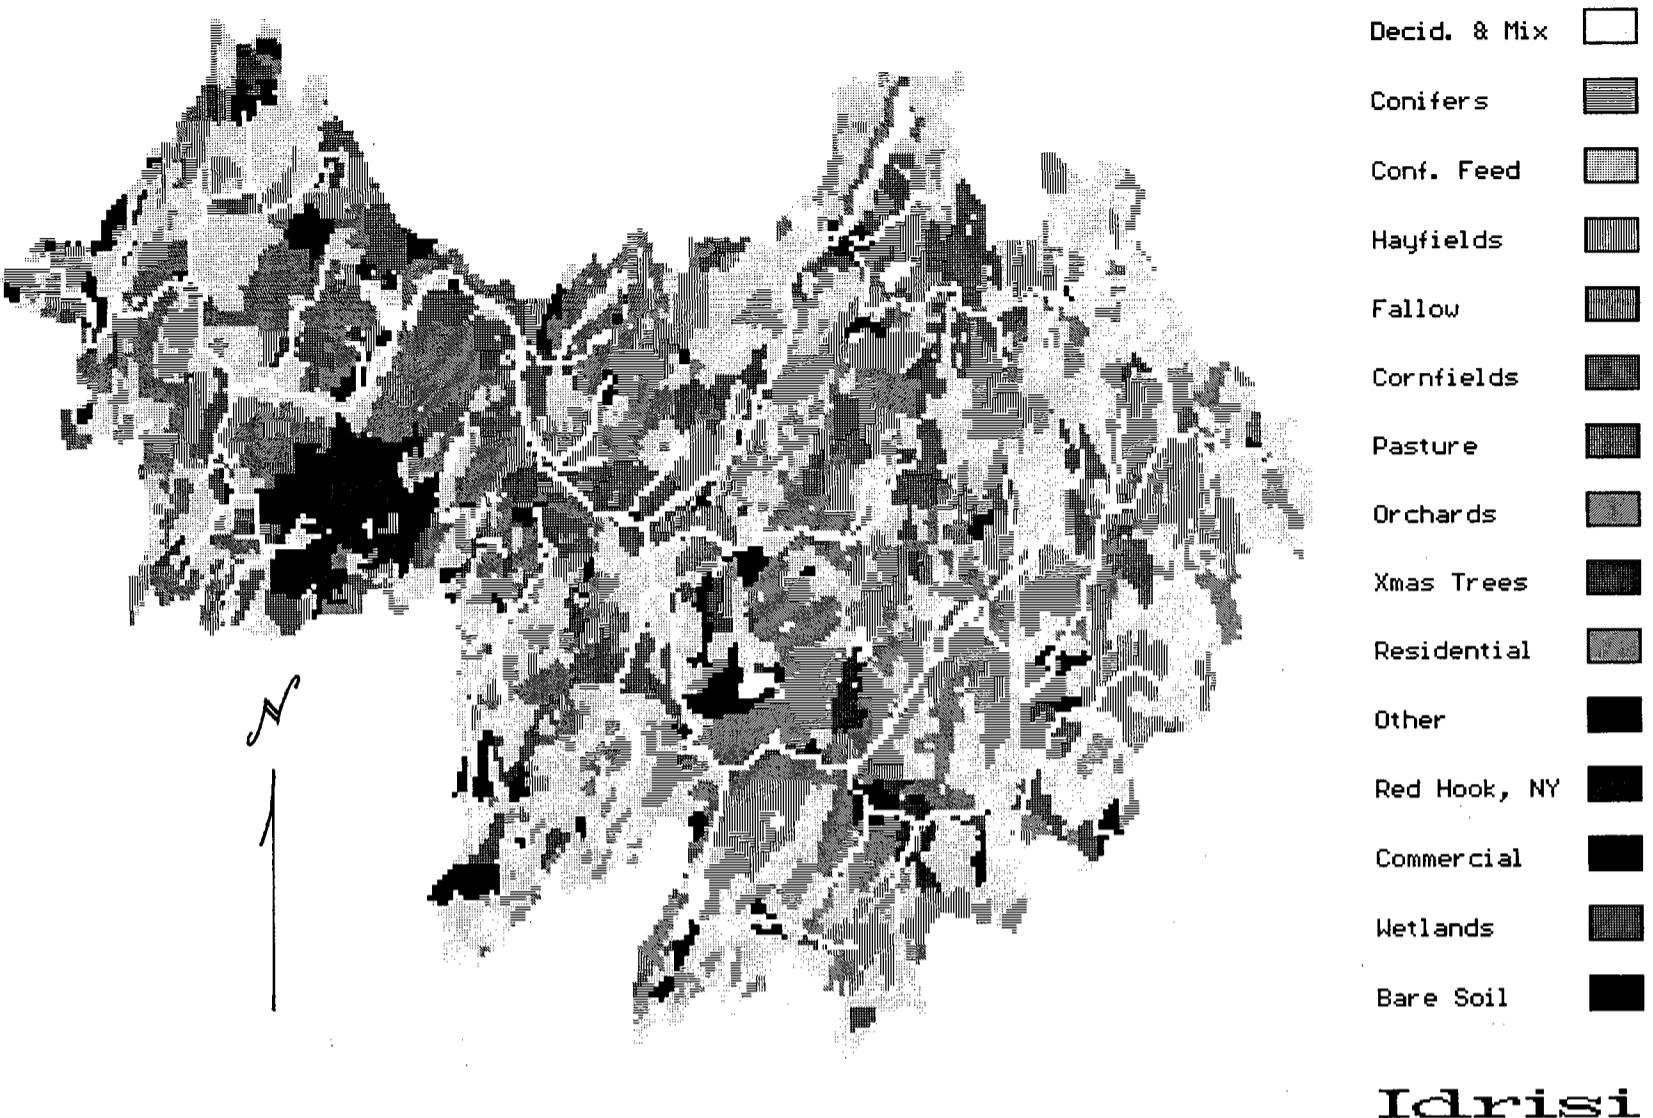 Decid. & Mix
Conifers
Conf. Feed
Hayfields
Fallow
Cornfields
Pasture
Orchards
Xmas Trees
Residential
Other
Red Hook, NY
Commercial
Wetlands
Bare Soil
N
Idrisi